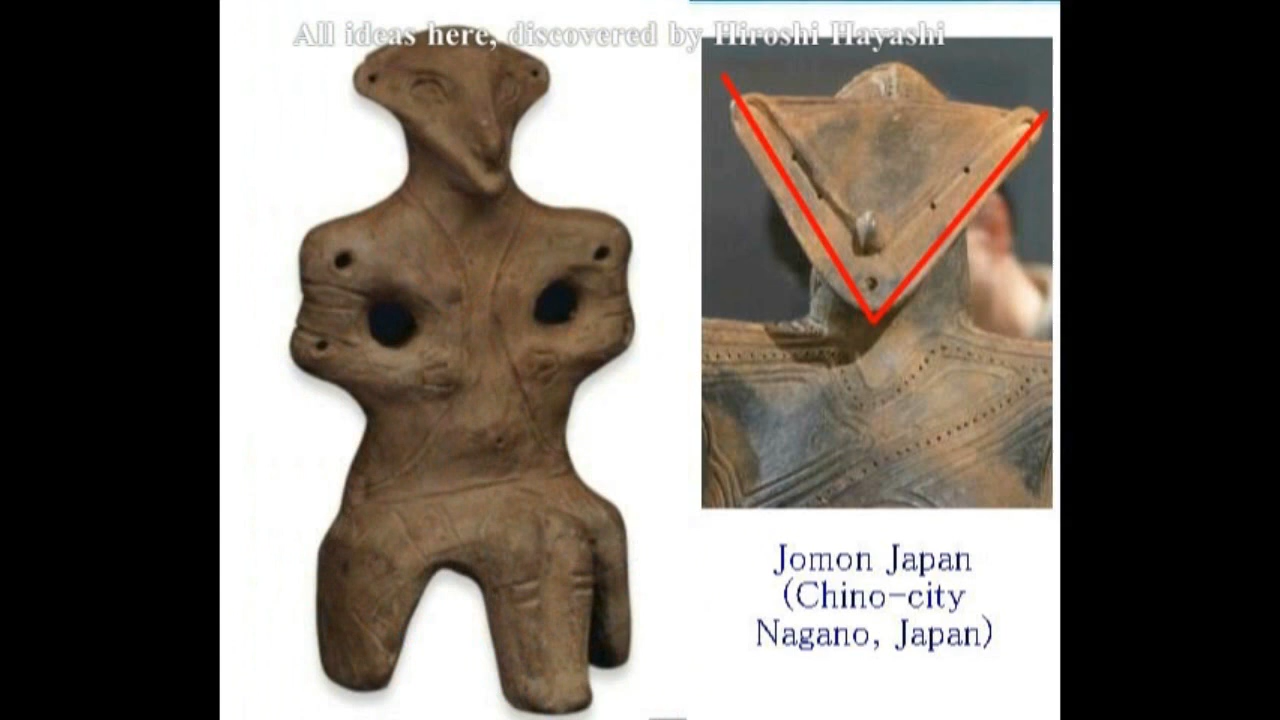 All ideas here, discovered by Hiroshi Hayashi
Jomon Japan
(Chino-city
Nagano, Japan)